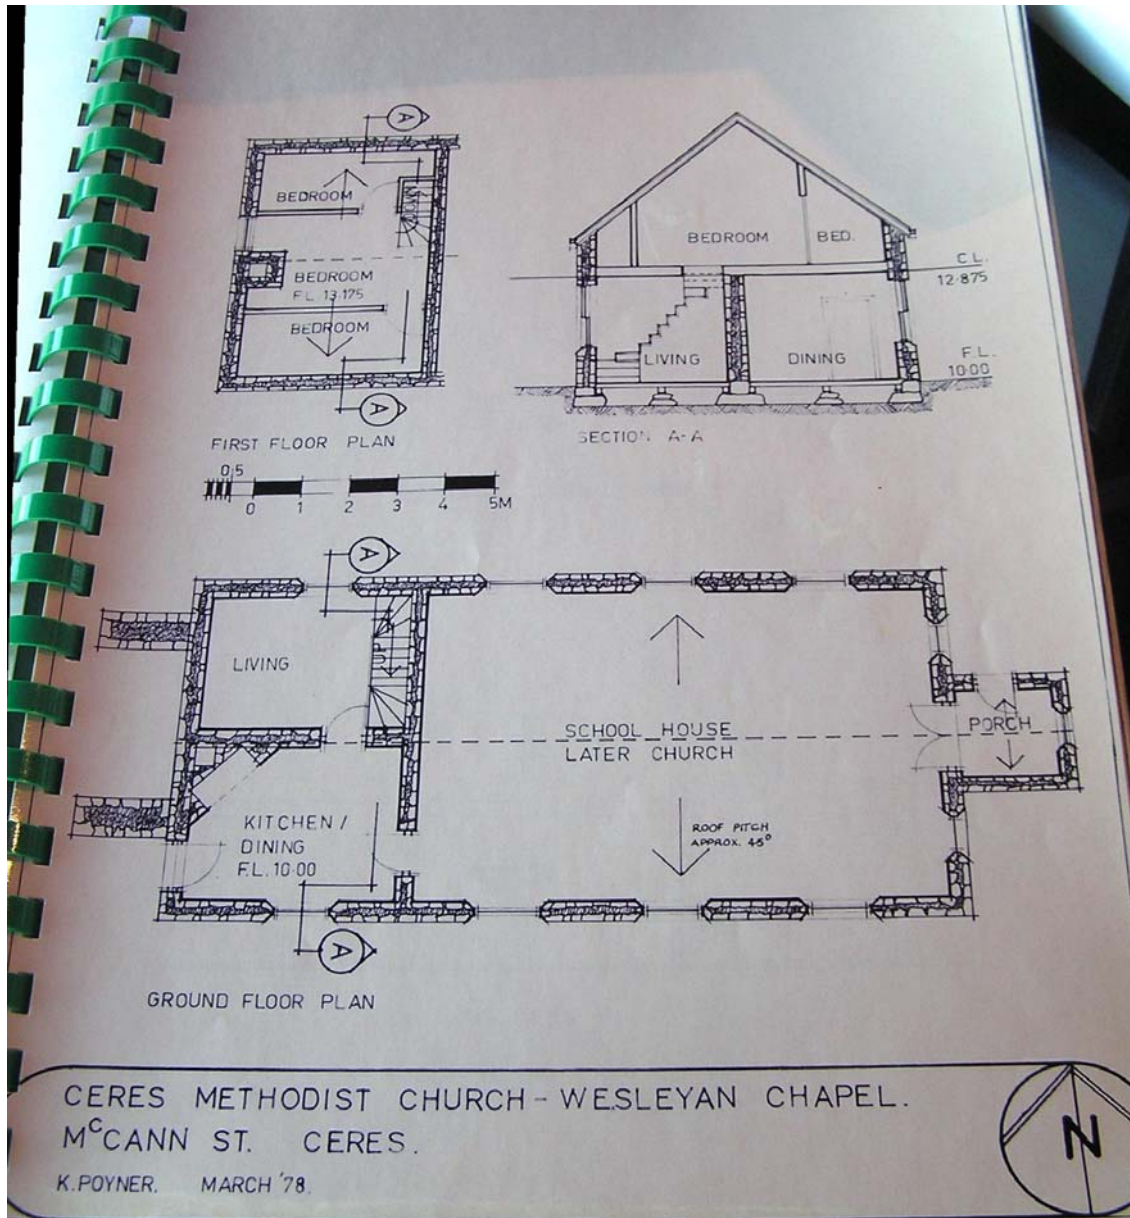 A
BEDROOM
DOWN
BEDROOM
F.L. 13.175
BEDROOM
A
FIRST FLOOR PLAN
BEDROOM
BED.
C.L.
12.875
LIVING
DINING
F.L.
10.00
SECTION A-A
0.5
0 1 2 3 4 5M
A
LIVING
UP
SCHOOL HOUSE
LATER CHURCH
PORCH
KITCHEN /
DINING
F.L. 10.00
ROOF PITCH
APPROX. 45°
A
GROUND FLOOR PLAN
CERES METHODIST CHURCH - WESLEYAN CHAPEL.
McCANN ST. CERES.
K. POYNER. MARCH '78.
N